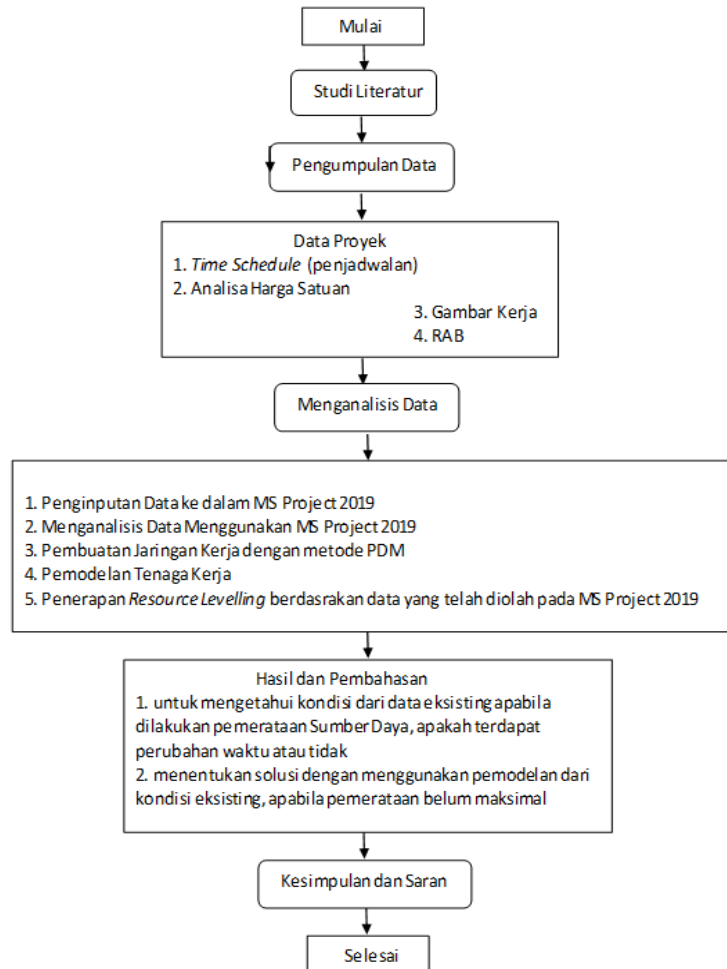 Mulai
Studi Literatur
Pengumpulan Data
Data Proyek
1. Time Schedule (penjadwalan)
2. Analisa Harga Satuan
3. Gambar Kerja
4. RAB
Menganalisis Data
1. Penginputan Data ke dalam MS Project 2019
2. Menganalisis Data Menggunakan MS Project 2019
3. Pembuatan Jaringan Kerja dengan metode PDM
4. Pemodelan Tenaga Kerja
5. Penerapan Resource Levelling berdasrakan data yang telah diolah pada MS Project 2019
Hasil dan Pembahasan
1. untuk mengetahui kondisi dari data eksisting apabila
dilakukan pemerataan Sumber Daya, apakah terdapat
perubahan waktu atau tidak
2. menentukan solusi dengan menggunakan pemodelan dari
kondisi eksisting, apabila pemerataan belum maksimal
Kesimpulan dan Saran
Selesai